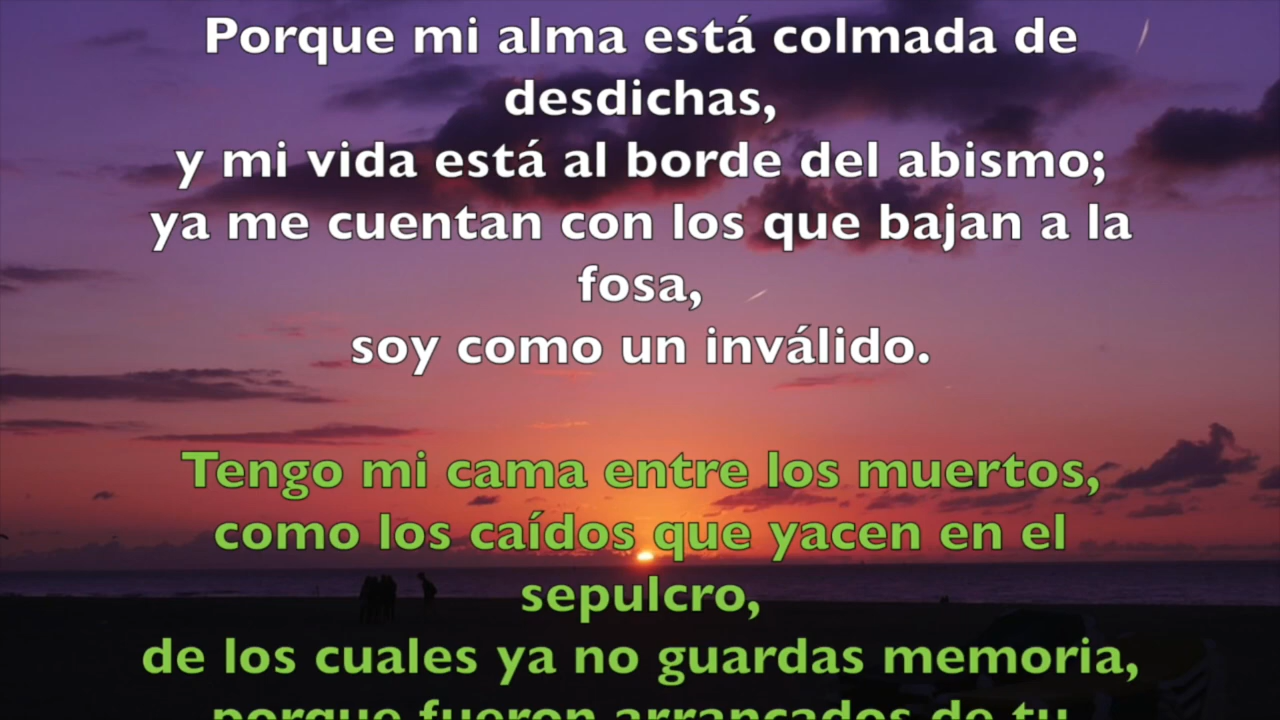 Porque mi alma está colmada de
desdichas,
y mi vida está al borde del abismo;
ya me cuentan con los que bajan a la
fosa,
soy como un inválido.
Tengo mi cama entre los muertos,
como los caídos que yacen en el
sepulcro,
de los cuales ya no guardas memoria,
porque fueron arrancados de tu